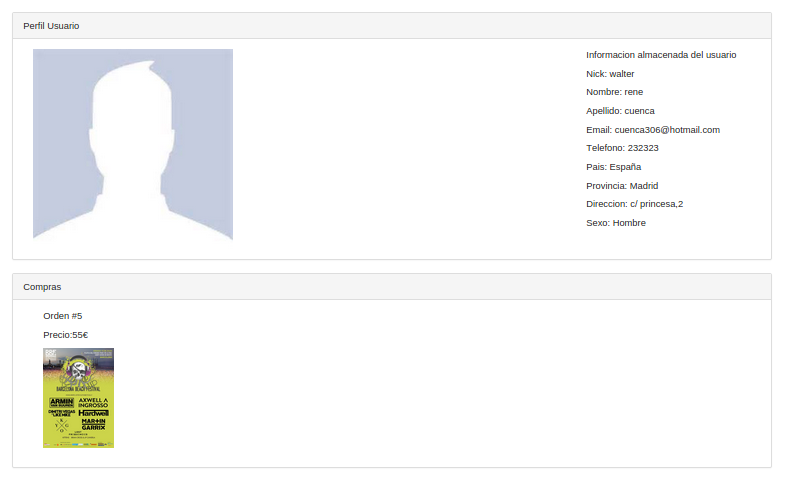 Perfil Usuario
Informacion almacenada del usuario
Nick: walter
Nombre: rene
Apellido: cuenca
Email: cuenca306@hotmail.com
Telefono: 232323
Pais: España
Provincia: Madrid
Direccion: c/ princesa,2
Sexo: Hombre
Compras
Orden #5
Precio:55€
BARCELONA BEACH FESTIVAL
ARMIN
AXWELL Λ
INGROSSO
DIMITRI VEGAS
LIKE MIKE
Hardwell
KYGO
MARTIN
GARRIX